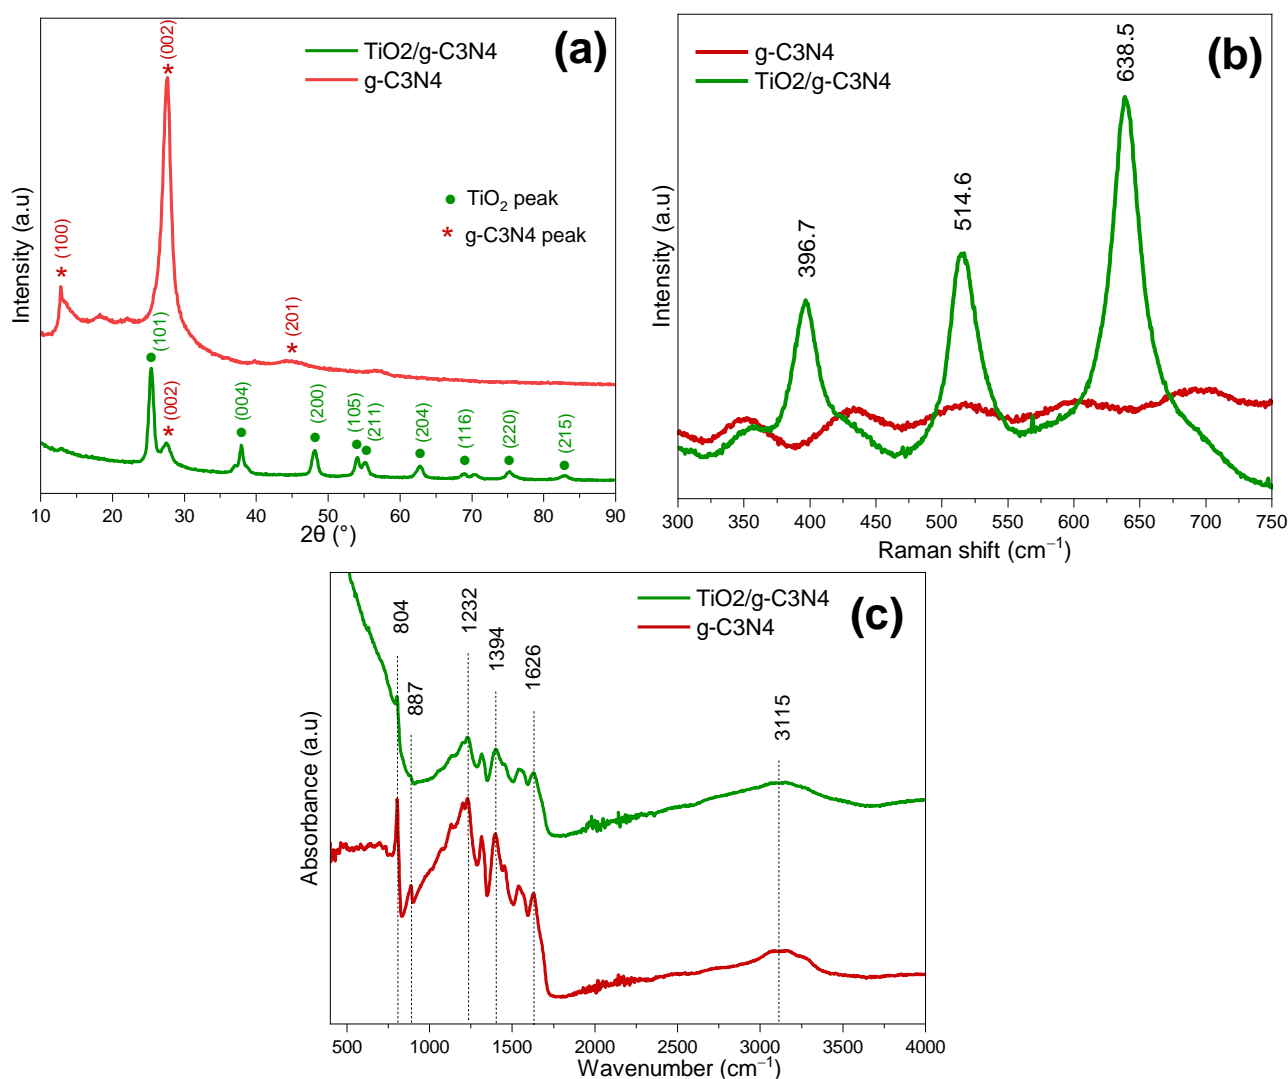 (a)
TiO2/g-C3N4
g-C3N4
* (002)
* (100)
* (201)
● TiO₂ peak
* g-C3N4 peak
● (101)
* (002)
● (004)
● (200)
● (105)
● (211)
● (204)
● (116)
● (220)
● (215)
Intensity (a.u)
10 20 30 40 50 60 70 80 90
2θ (°)
(b)
g-C3N4
TiO2/g-C3N4
396.7
514.6
638.5
Intensity (a.u)
300 350 400 450 500 550 600 650 700 750
Raman shift (cm⁻¹)
(c)
TiO2/g-C3N4
g-C3N4
804
887
1232
1394
1626
3115
Absorbance (a.u)
500 1000 1500 2000 2500 3000 3500 4000
Wavenumber (cm⁻¹)